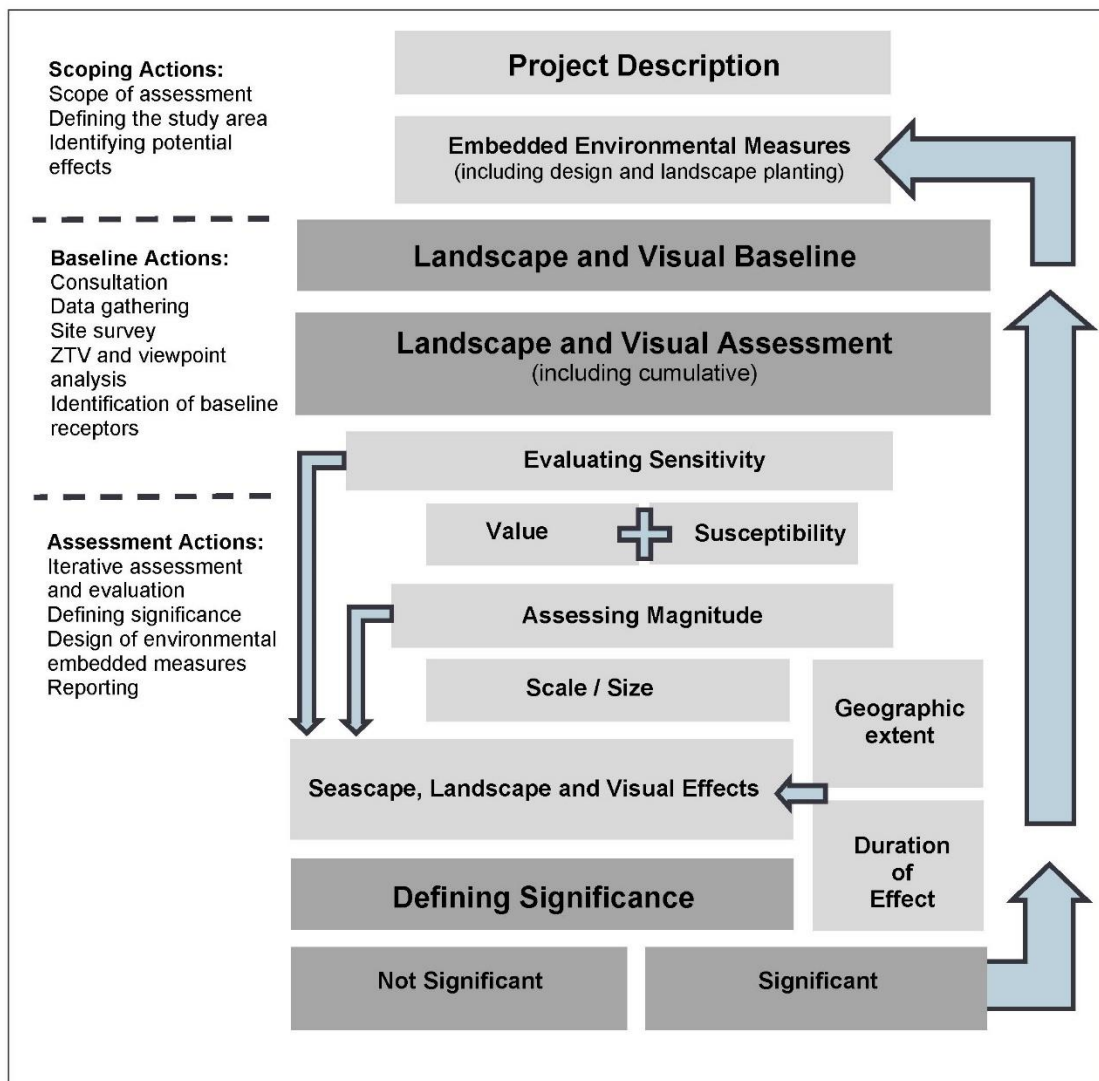 Scoping Actions:
Scope of assessment
Defining the study area
Identifying potential
effects
Baseline Actions:
Consultation
Data gathering
Site survey
ZTV and viewpoint
analysis
Identification of baseline
receptors
Assessment Actions:
Iterative assessment
and evaluation
Defining significance
Design of environmental
embedded measures
Reporting
Project Description
Embedded Environmental Measures
(including design and landscape planting)
Landscape and Visual Baseline
Landscape and Visual Assessment
(including cumulative)
Evaluating Sensitivity
Value
Susceptibility
Assessing Magnitude
Scale / Size
Geographic
extent
Seascape, Landscape and Visual Effects
Duration
of
Effect
Defining Significance
Not Significant
Significant